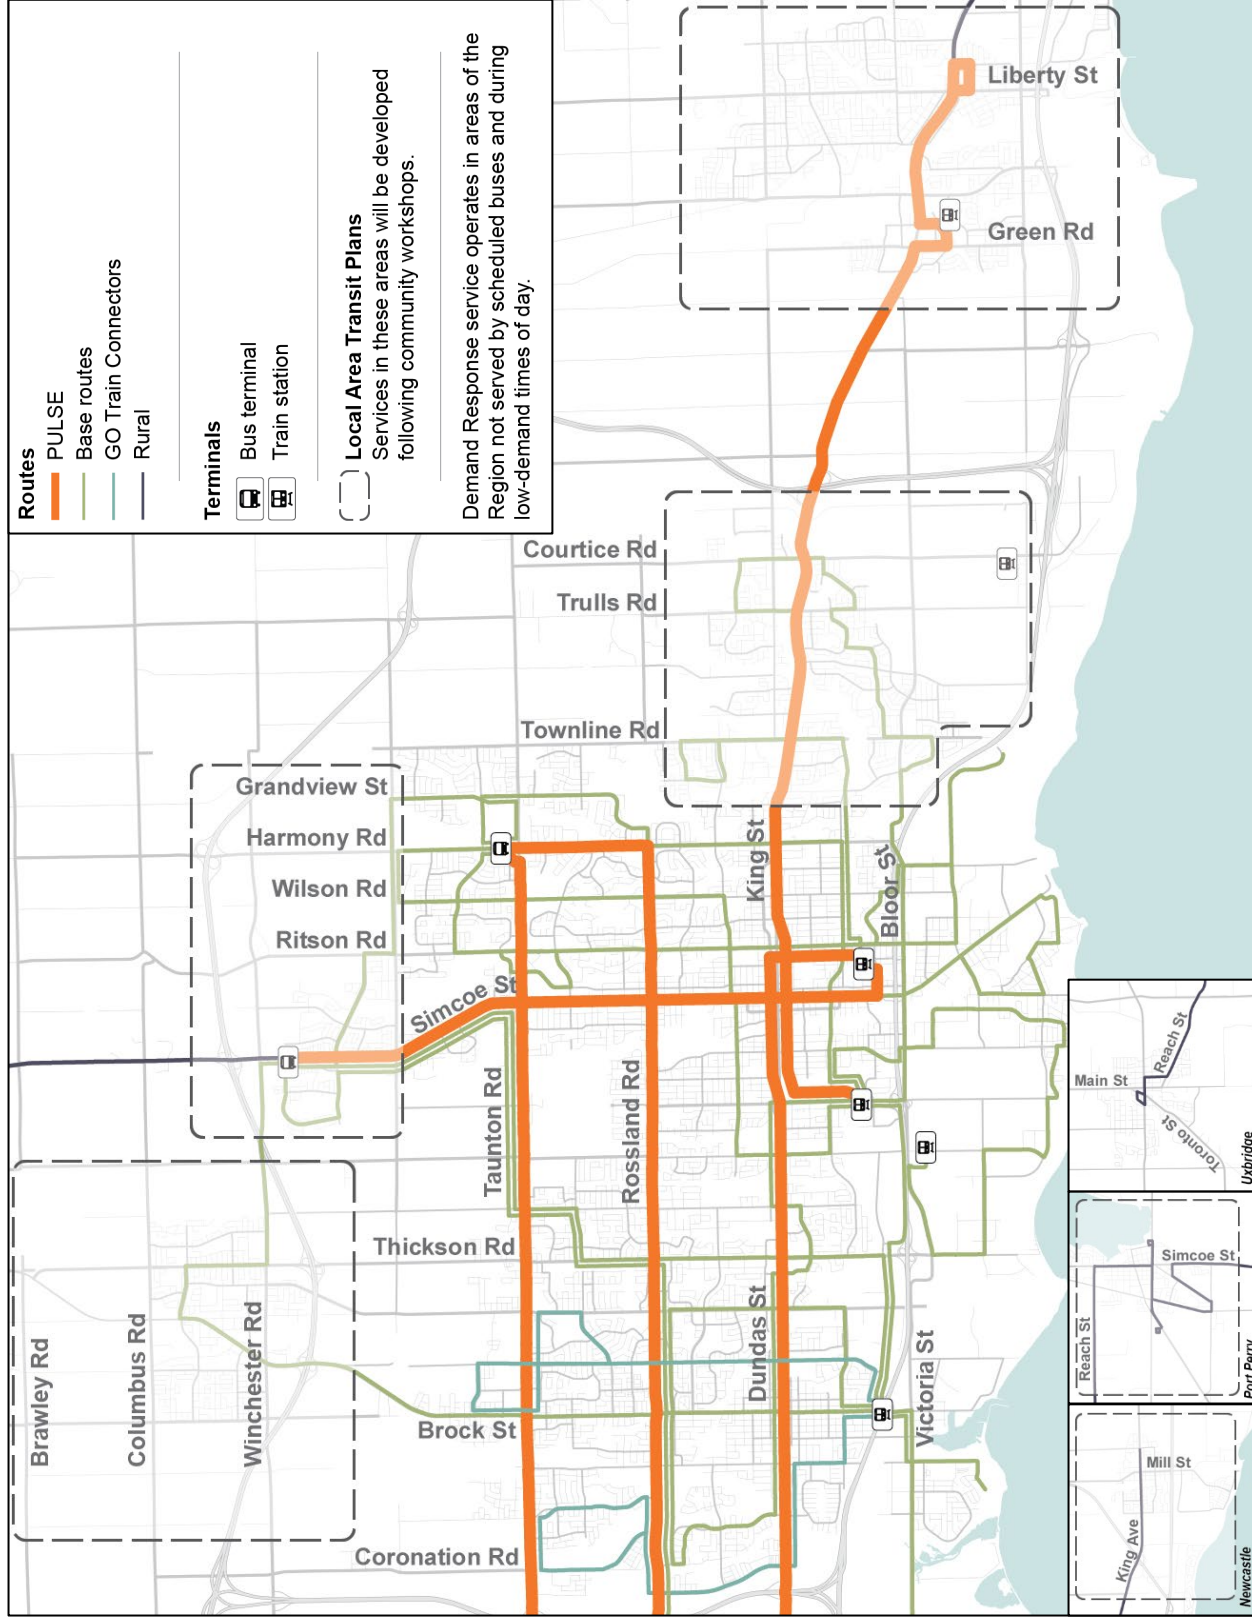 Routes
PULSE
Base routes
GO Train Connectors
Rural
Terminals
Bus terminal
Train station
Local Area Transit Plans
Services in these areas will be developed
following community workshops.
Demand Response service operates in areas of the
Region not served by scheduled buses and during
low-demand times of day.
Liberty St
Green Rd
Courtice Rd
Trulls Rd
Townline Rd
Grandview St
Harmony Rd
Wilson Rd
Ritson Rd
Simcoe St
King St
Bloor St
Taunton Rd
Rossland Rd
Thickson Rd
Dundas St
Victoria St
Brock St
Coronation Rd
Brawley Rd
Columbus Rd
Winchester Rd
Main St
Reach St
Toronto St
Uxbridge
Reach St
Simcoe St
Port Perry
Mill St
King Ave
Newcastle